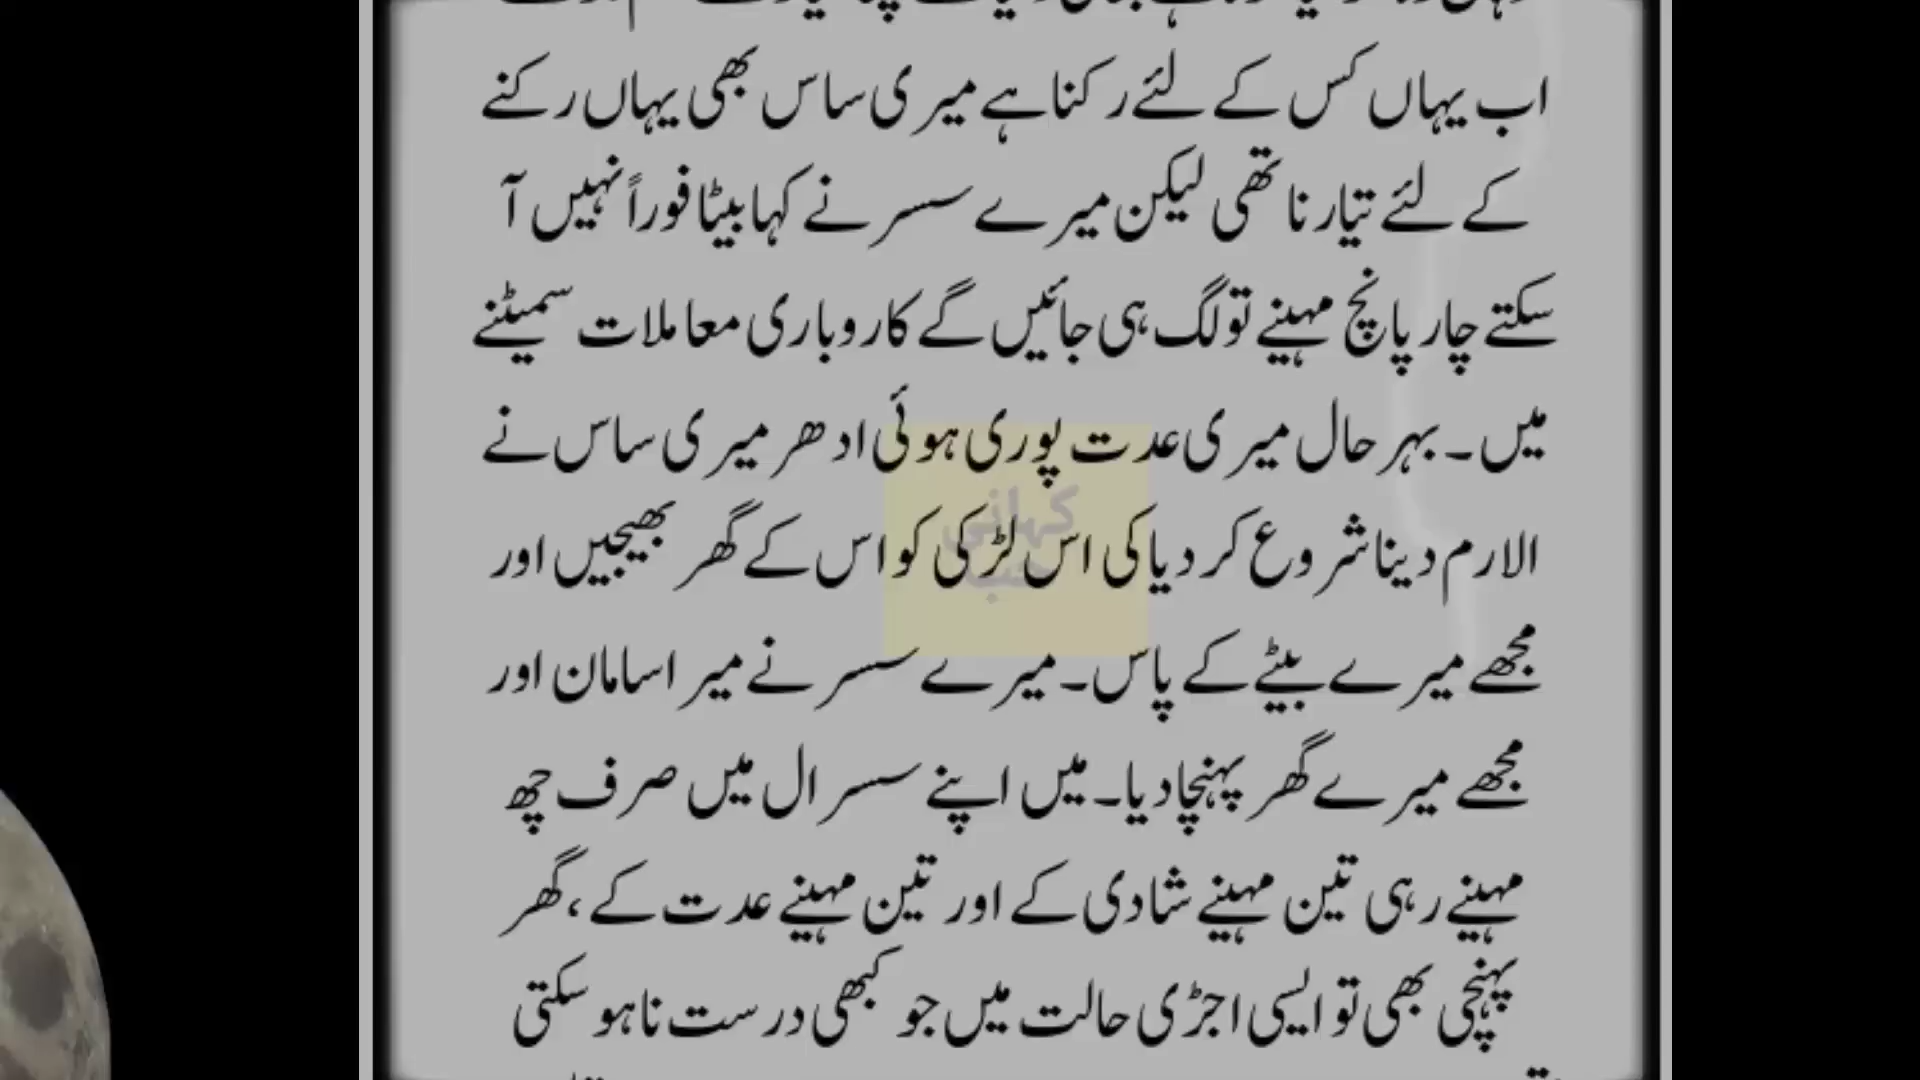 اب یہاں کس کے لئے رکنا ہے میری ساس بھی یہاں رکنے
کے لئے تیار نا تھی لیکن میرے سسر نے کہا بیٹا فوراً نہیں آ
سکتے چار پانچ مہینے تو لگ ہی جائیں گے کاروباری معاملات سمیٹنے
میں۔ بہر حال میری عدت پوری ہوئی ادھر میری ساس نے
الارم دینا شروع کر دیا کی اس لڑکی کو اس کے گھر بھیجیں اور
مجھے میرے بیٹے کے پاس۔ میرے سسر نے میرا سامان اور
مجھے میرے گھر پہنچا دیا۔ میں اپنے سسرال میں صرف چھ
مہینے رہی تین مہینے شادی کے اور تین مہینے عدت کے، گھر
پہنچی بھی تو ایسی اجڑی حالت میں جو کبھی درست نا ہو سکتی
کہانی